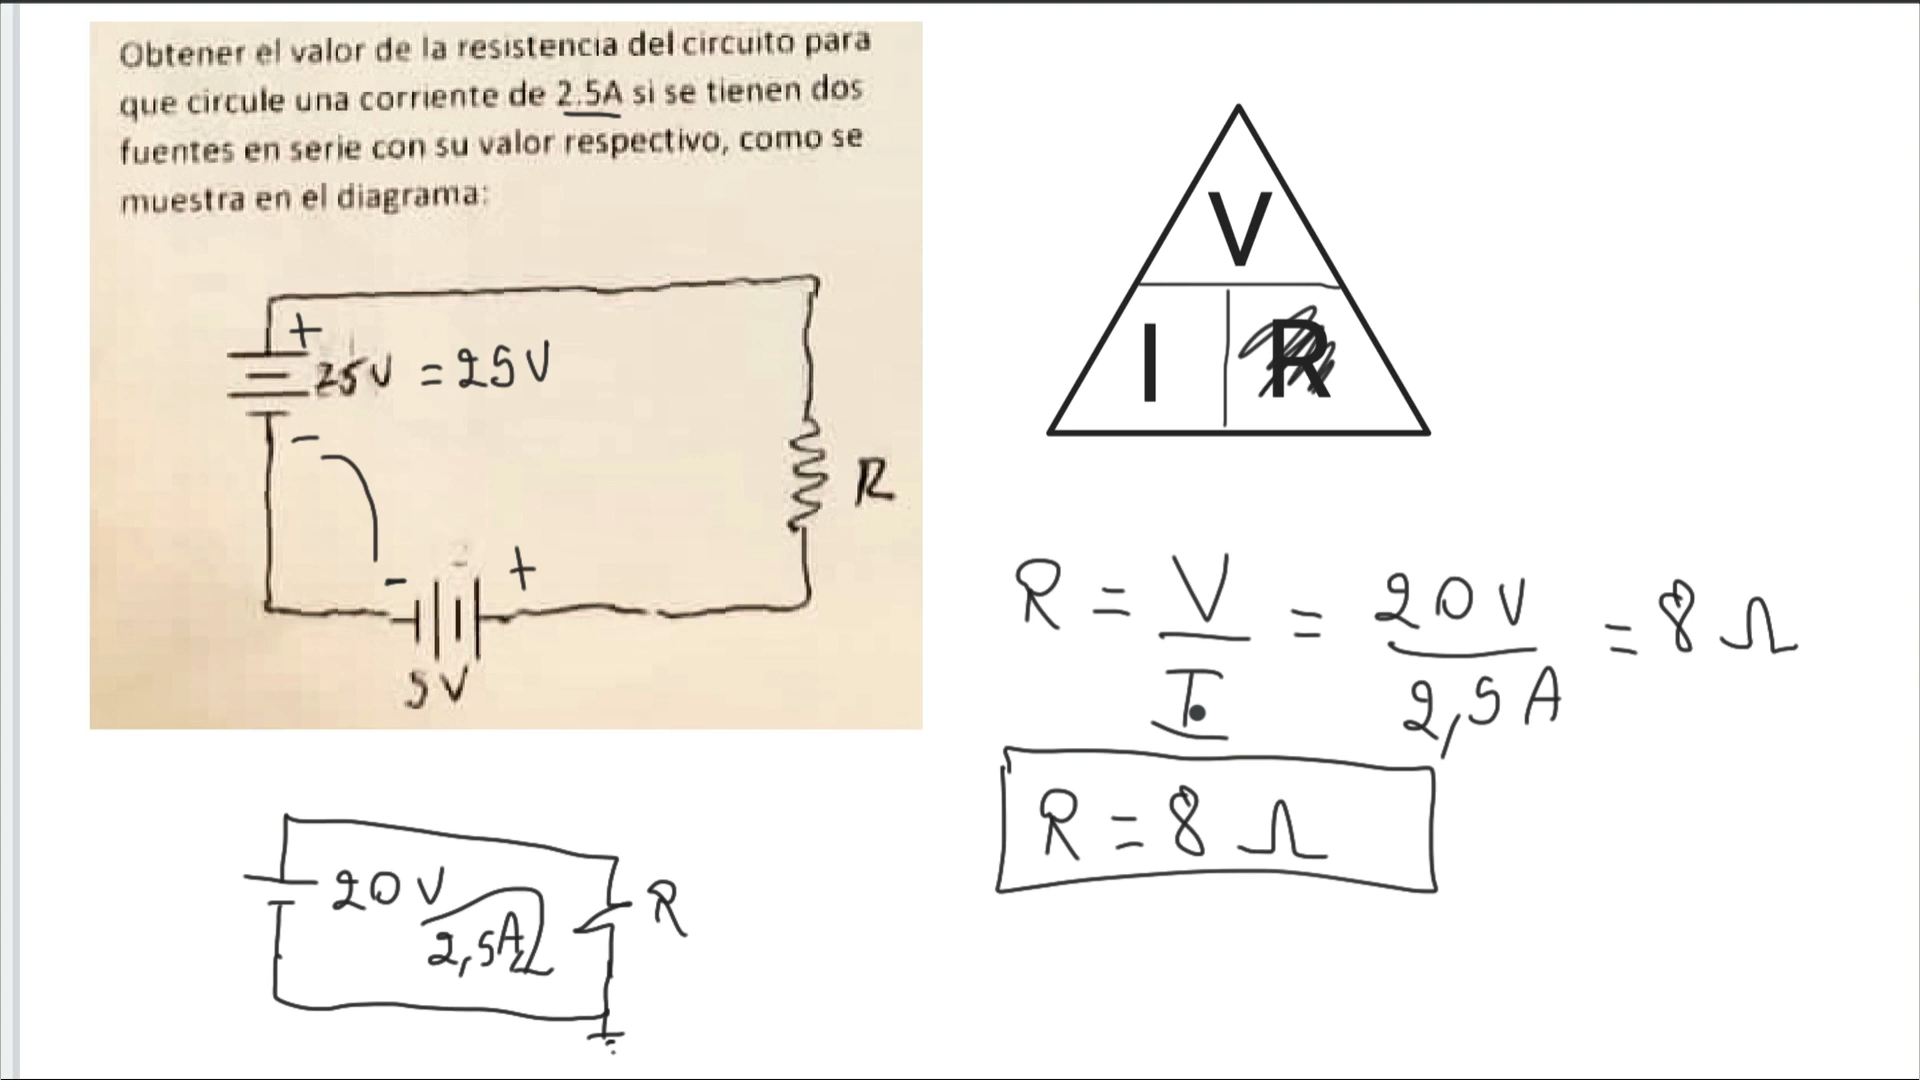 Obtener el valor de la resistencia del circuito para
que circule una corriente de 2.5A si se tienen dos
fuentes en serie con su valor respectivo, como se
muestra en el diagrama:
+
25V = 25V
-
R
- +
5V
V
I R
R = V/I = 20V/2,5A = 8 Ω
R = 8 Ω
20V
2,5A
R